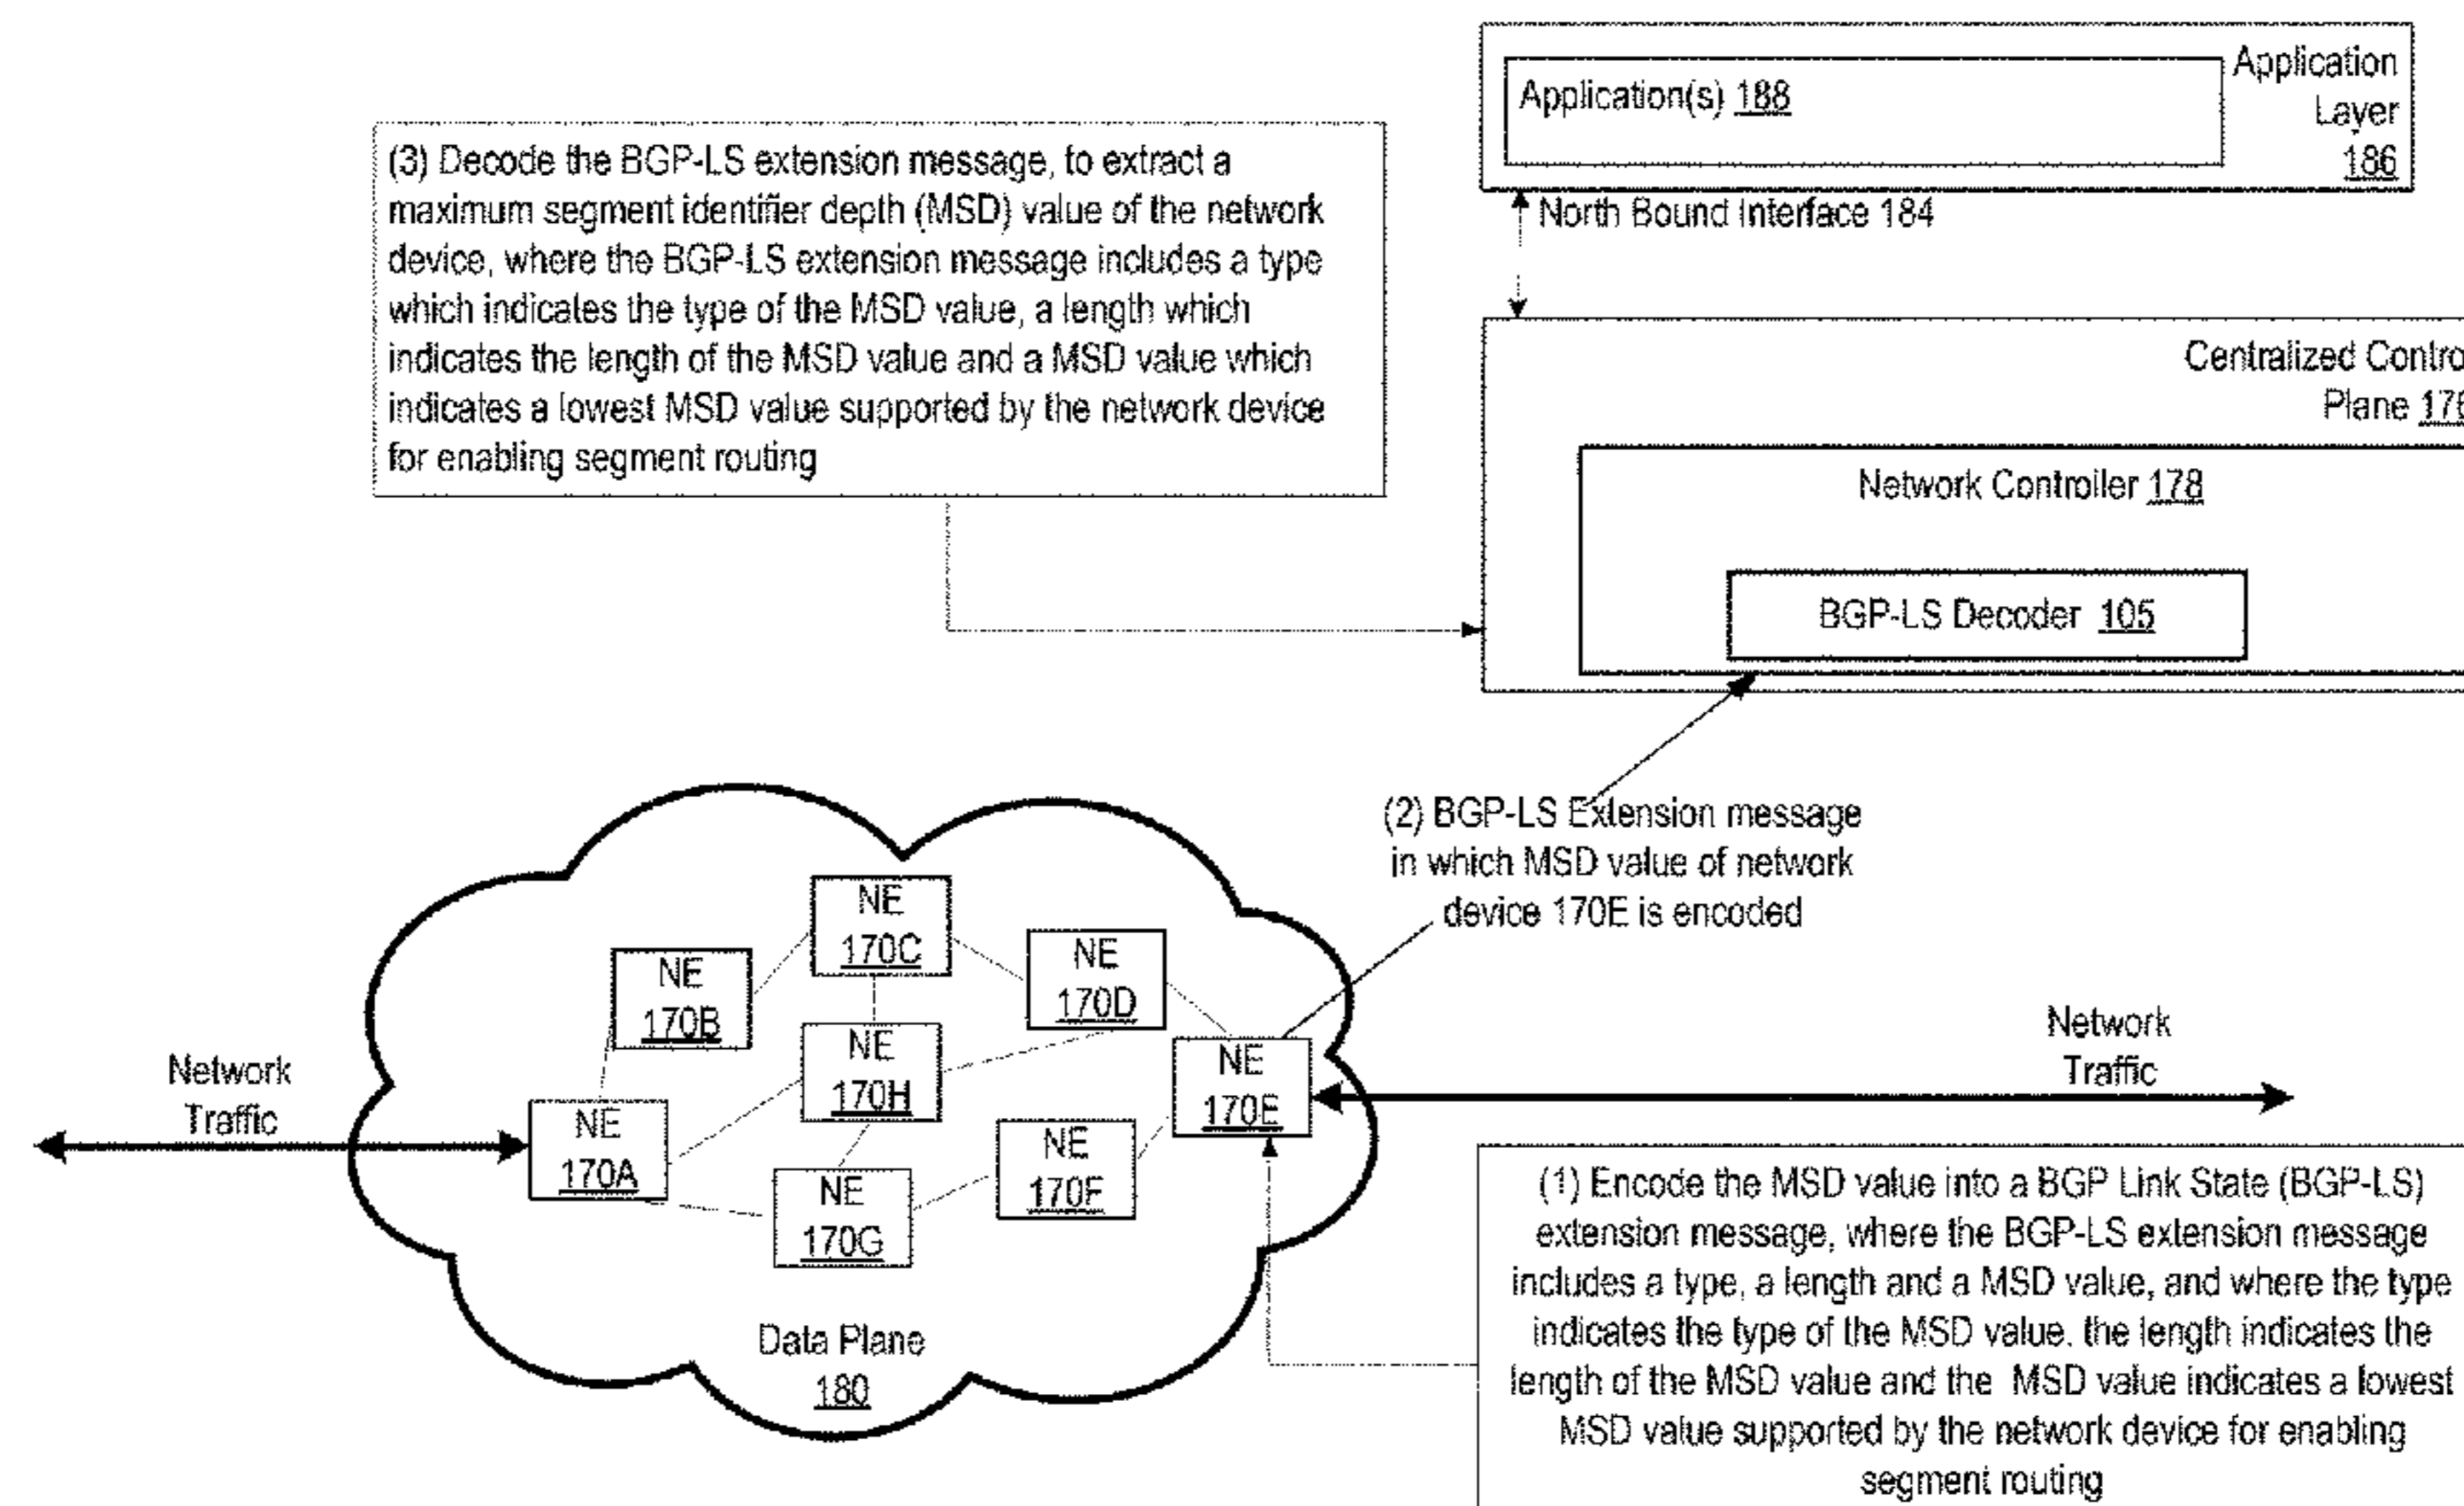 Application
Layer
186
Application(s) 188
North Bound Interface 184
(3) Decode the BGP-LS extension message, to extract a
maximum segment identifier depth (MSD) value of the network
device, where the BGP-LS extension message includes a type
which indicates the type of the MSD value, a length which
indicates the length of the MSD value and a MSD value which
indicates a lowest MSD value supported by the network device
for enabling segment routing
Centralized Contro
Plane 176
Network Controller 178
BGP-LS Decoder 105
(2) BGP-LS Extension message
in which MSD value of network
device 170E is encoded
NE
170C
NE
170B
NE
170D
NE
170H
NE
170E
NE
170A
NE
170F
NE
170G
Network
Traffic
Network
Traffic
Data Plane
180
(1) Encode the MSD value into a BGP Link State (BGP-LS)
extension message, where the BGP-LS extension message
includes a type, a length and a MSD value, and where the type
indicates the type of the MSD value. the length indicates the
length of the MSD value and the MSD value indicates a lowest
MSD value supported by the network device for enabling
segment routing